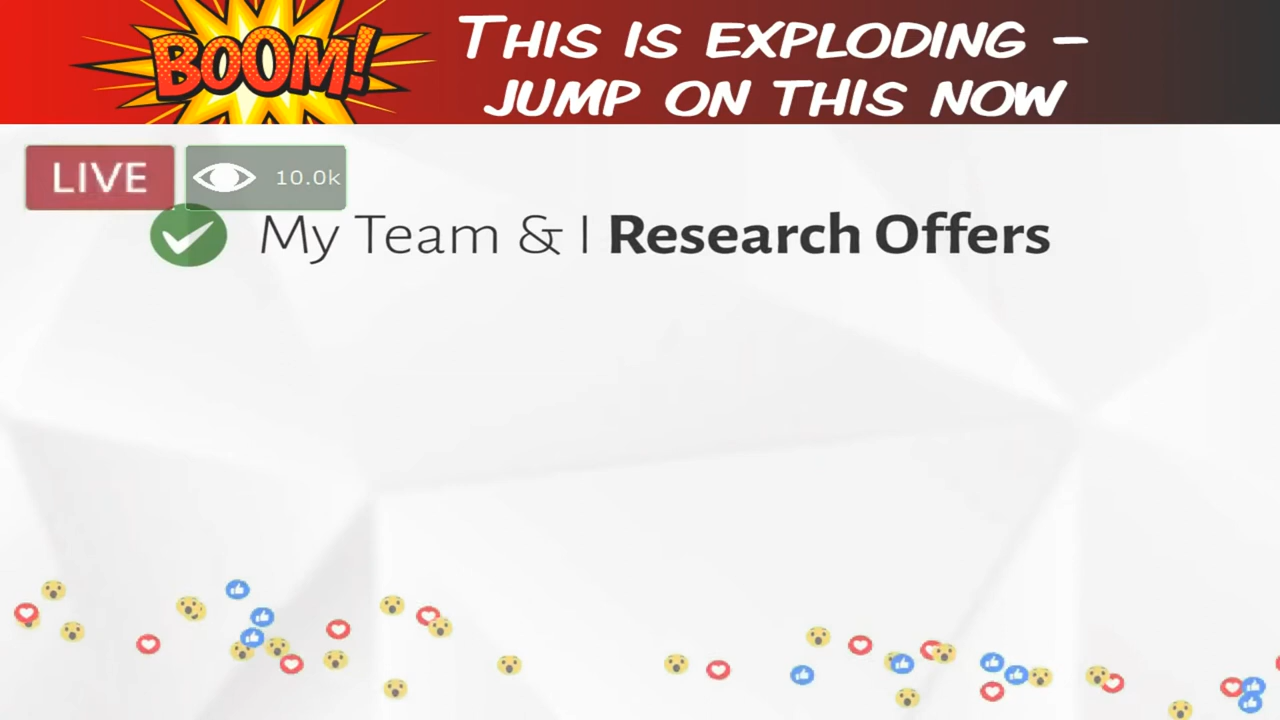 BOOM!
THIS IS EXPLODING –
JUMP ON THIS NOW
LIVE
10.0k
My Team & I Research Offers